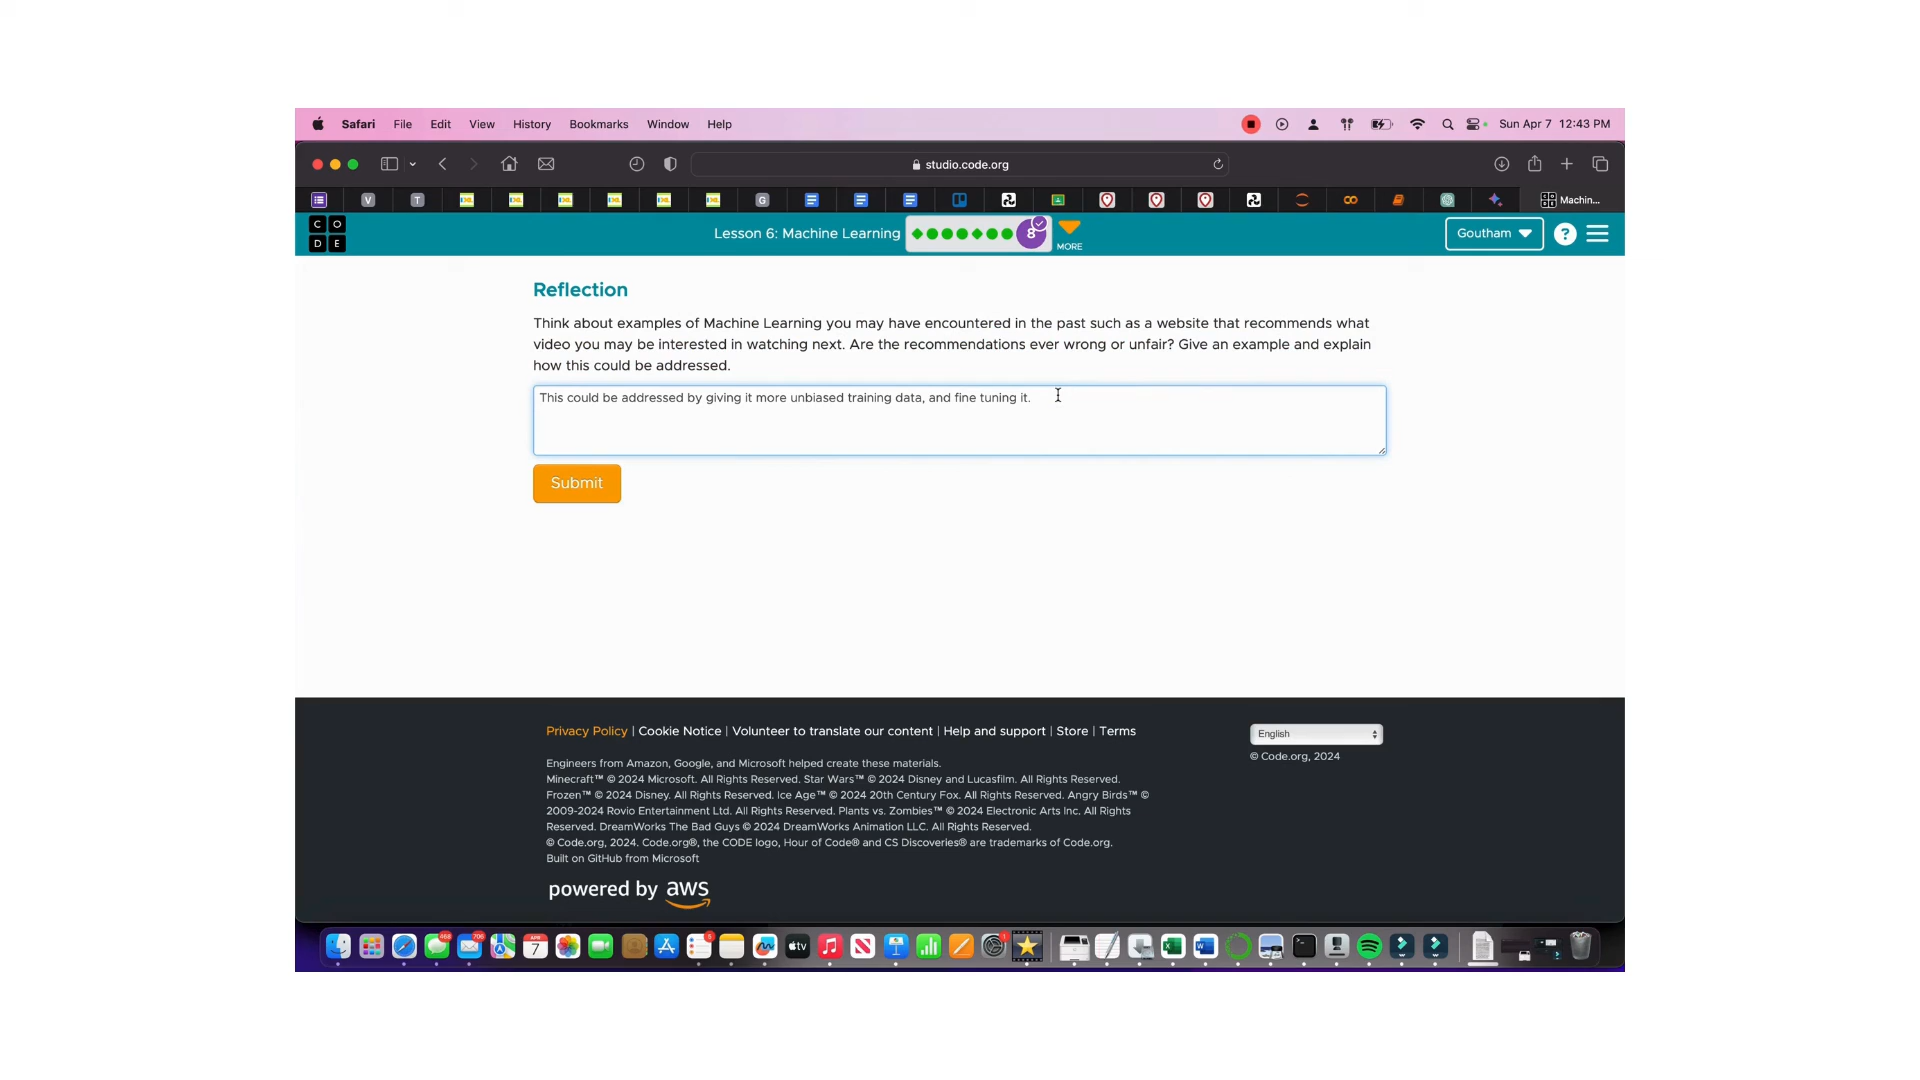 Safari File Edit View History Bookmarks Window Help Sun Apr 7 12:43 PM
studio.code.org
V T G Machin...
C O D E
Lesson 6: Machine Learning 8 MORE Goutham ?
Reflection
Think about examples of Machine Learning you may have encountered in the past such as a website that recommends what
video you may be interested in watching next. Are the recommendations ever wrong or unfair? Give an example and explain
how this could be addressed.
This could be addressed by giving it more unbiased training data, and fine tuning it.
Submit
Privacy Policy | Cookie Notice | Volunteer to translate our content | Help and support | Store | Terms
English
© Code.org, 2024
Engineers from Amazon, Google, and Microsoft helped create these materials.
Minecraft™ © 2024 Microsoft. All Rights Reserved. Star Wars™ © 2024 Disney and Lucasfilm. All Rights Reserved.
Frozen™ © 2024 Disney. All Rights Reserved. Ice Age™ © 2024 20th Century Fox. All Rights Reserved. Angry Birds™ ©
2009-2024 Rovio Entertainment Ltd. All Rights Reserved. Plants vs. Zombies™ © 2024 Electronic Arts Inc. All Rights
Reserved. DreamWorks The Bad Guys © 2024 DreamWorks Animation LLC. All Rights Reserved.
© Code.org, 2024. Code.org®, the CODE logo, Hour of Code® and CS Discoveries® are trademarks of Code.org.
Built on GitHub from Microsoft
powered by aws
APR 7 tv